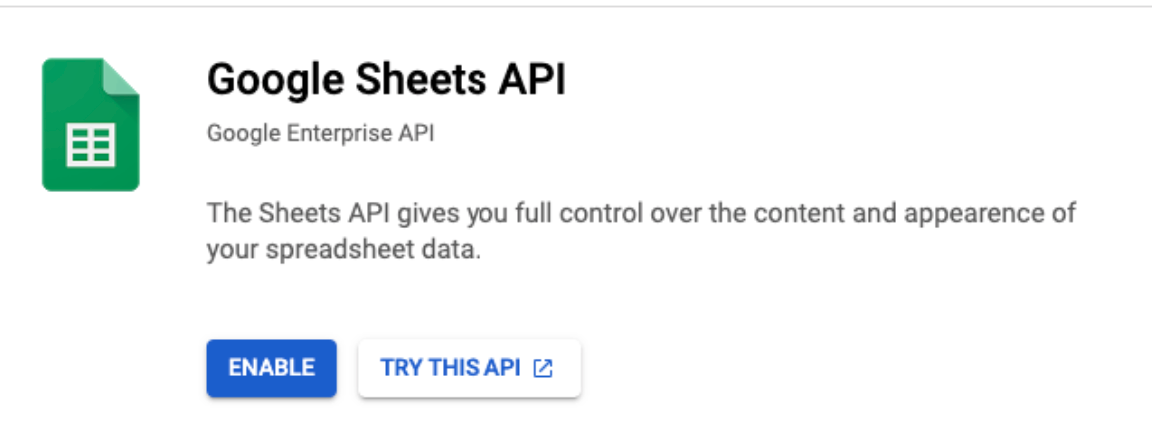 Google Sheets API
Google Enterprise API
The Sheets API gives you full control over the content and appearence of
your spreadsheet data.
ENABLE
TRY THIS API